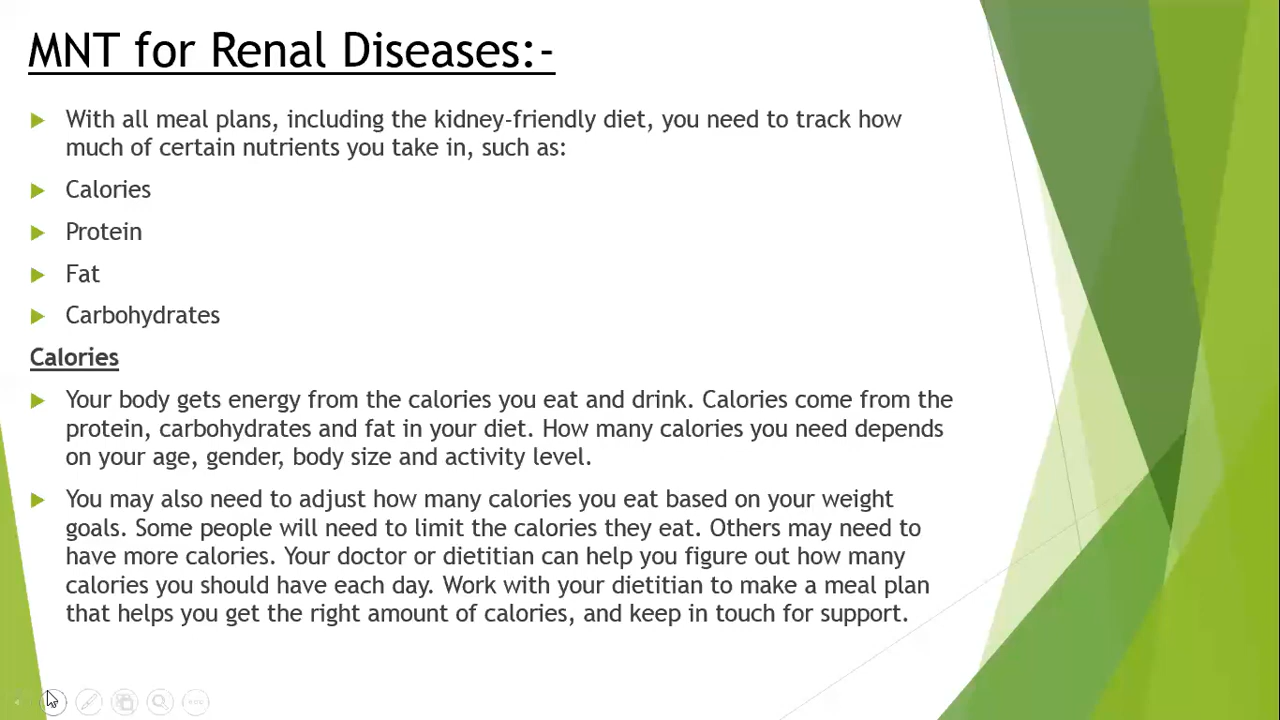 MNT for Renal Diseases:-
With all meal plans, including the kidney-friendly diet, you need to track how
much of certain nutrients you take in, such as:
Calories
Protein
Fat
Carbohydrates
Calories
Your body gets energy from the calories you eat and drink. Calories come from the
protein, carbohydrates and fat in your diet. How many calories you need depends
on your age, gender, body size and activity level.
You may also need to adjust how many calories you eat based on your weight
goals. Some people will need to limit the calories they eat. Others may need to
have more calories. Your doctor or dietitian can help you figure out how many
calories you should have each day. Work with your dietitian to make a meal plan
that helps you get the right amount of calories, and keep in touch for support.